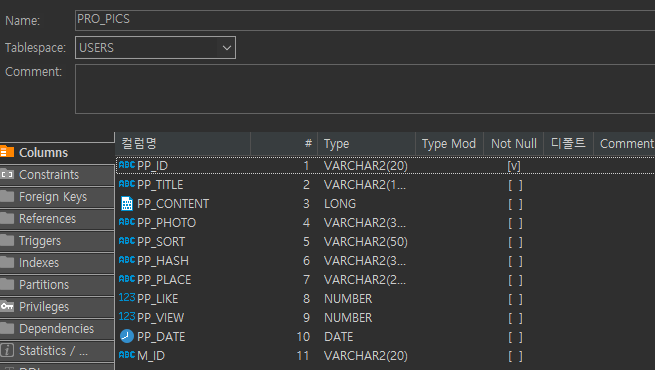 Name: PRO_PICS
Tablespace: USERS
Comment:
컬럼명 # Type Type Mod Not Null 디폴트 Comment
Columns
Constraints
Foreign Keys
References
Triggers
Indexes
Partitions
Privileges
Dependencies
Statistics / ...
ABC PP_ID 1 VARCHAR2(20) [v]
ABC PP_TITLE 2 VARCHAR2(1... [ ]
PP_CONTENT 3 LONG [ ]
ABC PP_PHOTO 4 VARCHAR2(3... [ ]
ABC PP_SORT 5 VARCHAR2(50) [ ]
ABC PP_HASH 6 VARCHAR2(3... [ ]
ABC PP_PLACE 7 VARCHAR2(2... [ ]
123 PP_LIKE 8 NUMBER [ ]
123 PP_VIEW 9 NUMBER [ ]
PP_DATE 10 DATE [ ]
ABC M_ID 11 VARCHAR2(20) [ ]